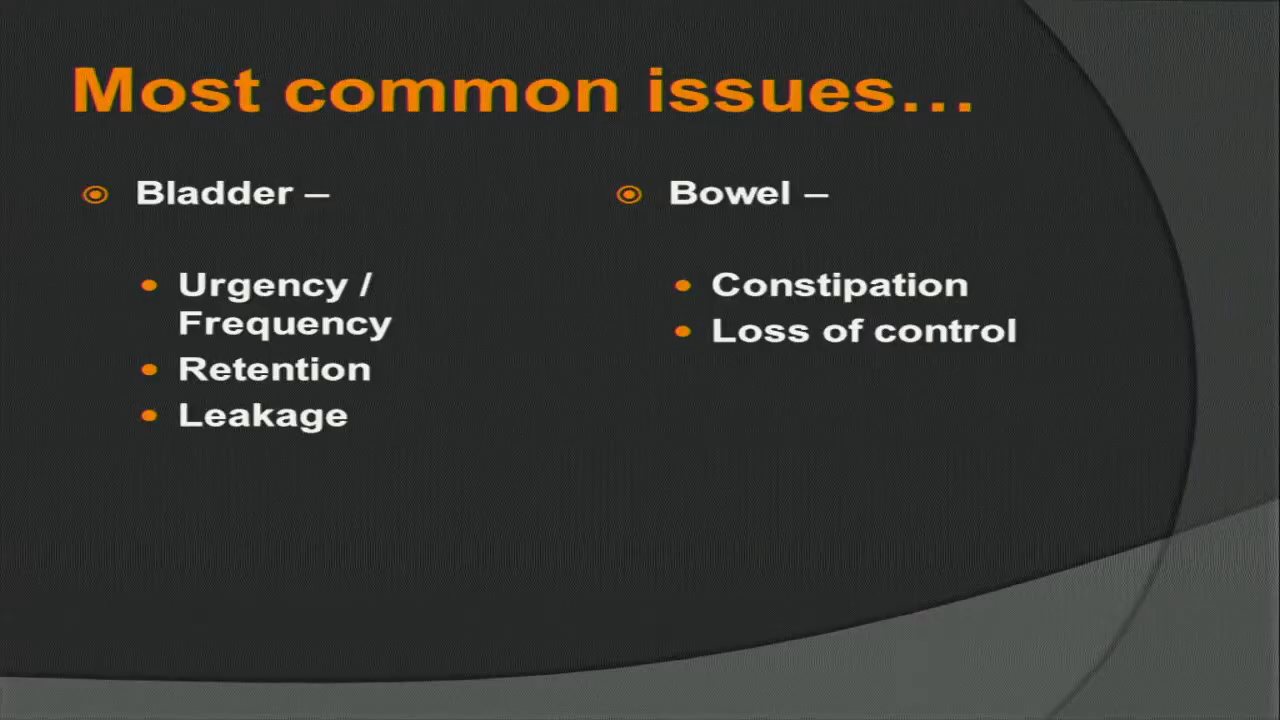 Most common issues…
Bladder –
Urgency /
Frequency
Retention
Leakage
Bowel –
Constipation
Loss of control